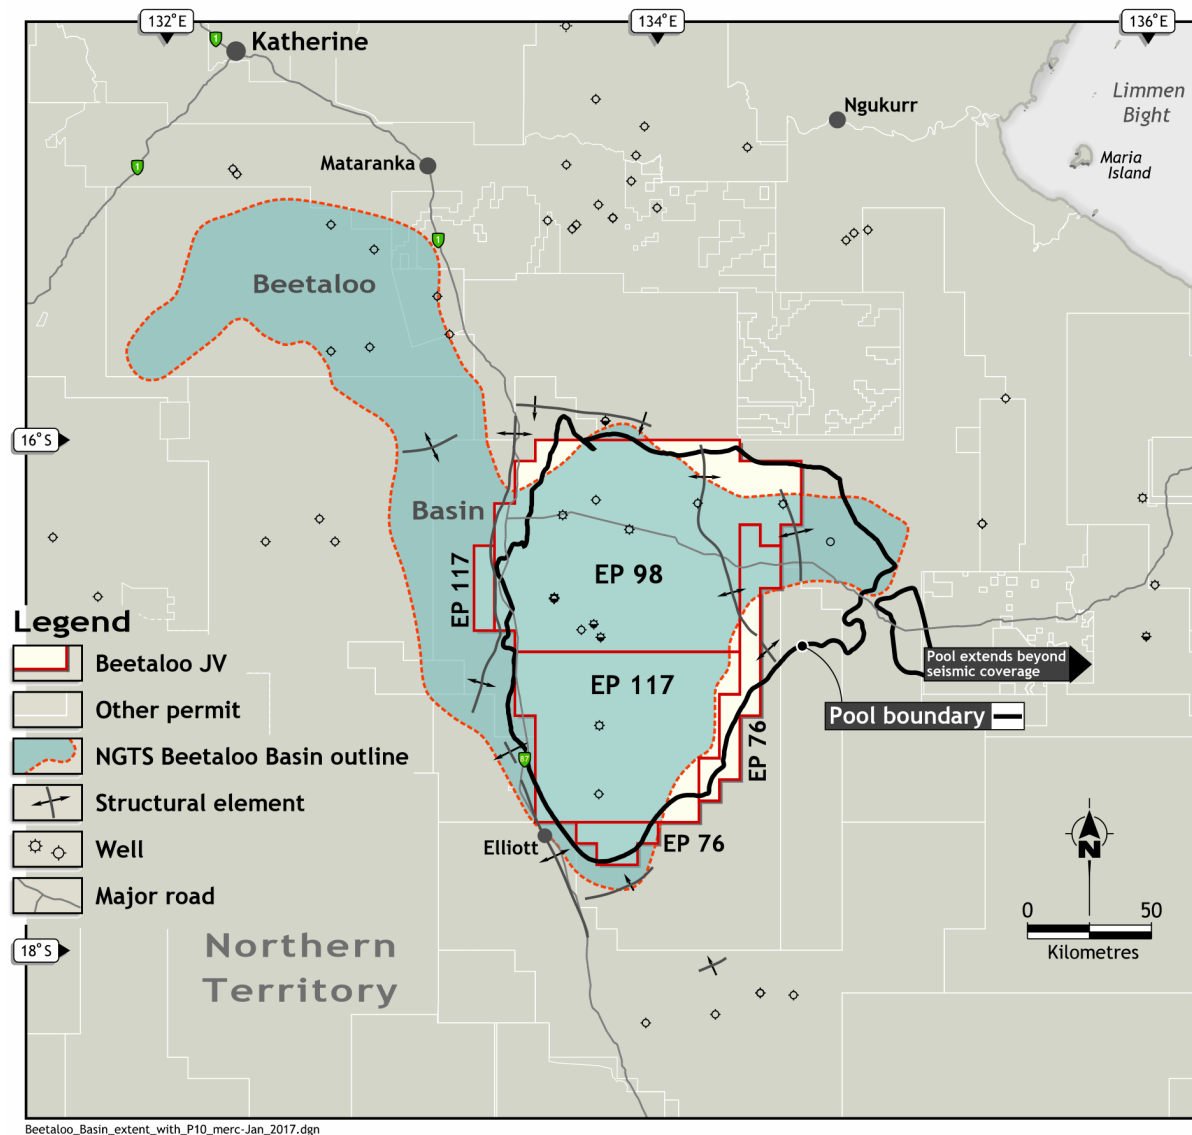 132°E
134°E
136°E
1
Katherine
Limmen
Bight
Ngukurr
Maria
Island
1
Mataranka
1
Beetaloo
16°S
Basin
EP 117
EP 98
Legend
Beetaloo JV
Pool extends beyond
seismic coverage
EP 117
Other permit
Pool boundary
EP 76
NGTS Beetaloo Basin outline
87
Structural element
Well
Elliott
EP 76
N
Major road
0 50
Kilometres
Northern
Territory
18°S
Beetaloo_Basin_extent_with_P10_merc-Jan_2017.dgn